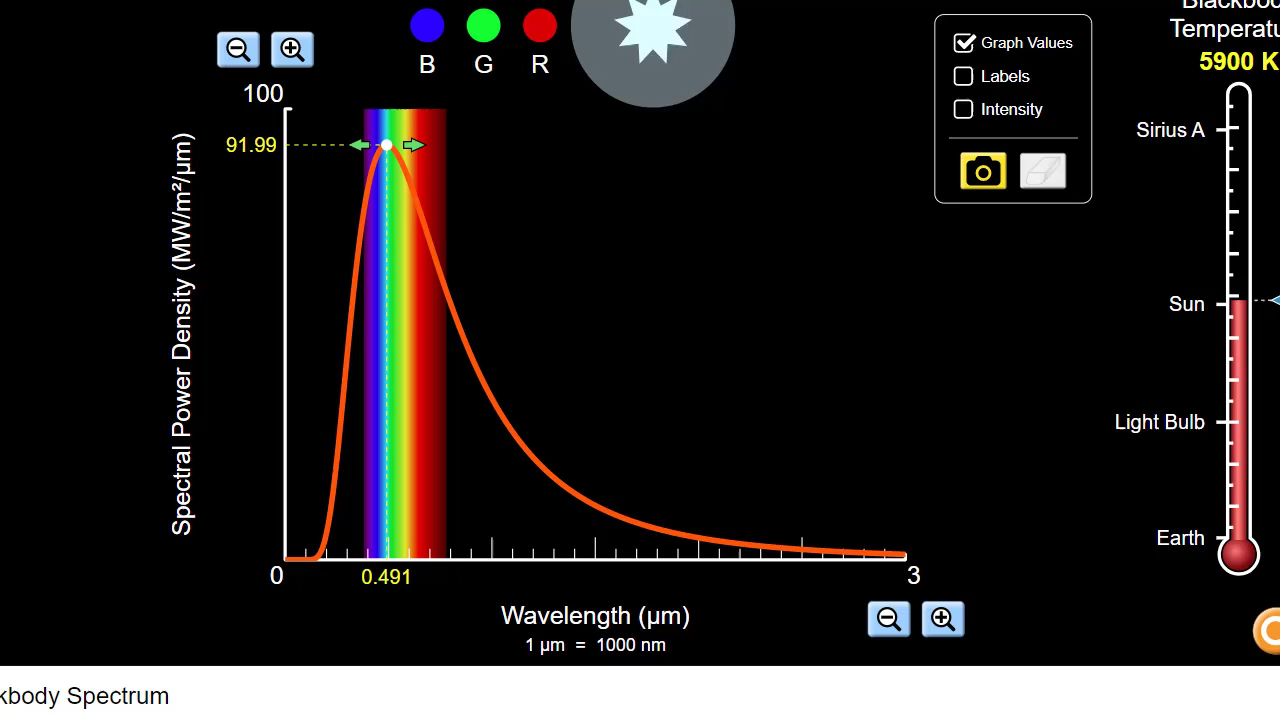 Temperatu
5900 K
B
G
R
Graph Values
Labels
Intensity
100
91.99
Spectral Power Density (MW/m²/μm)
Sirius A
Sun
Light Bulb
Earth
0
0.491
3
Wavelength (μm)
1 μm = 1000 nm
kbody Spectrum